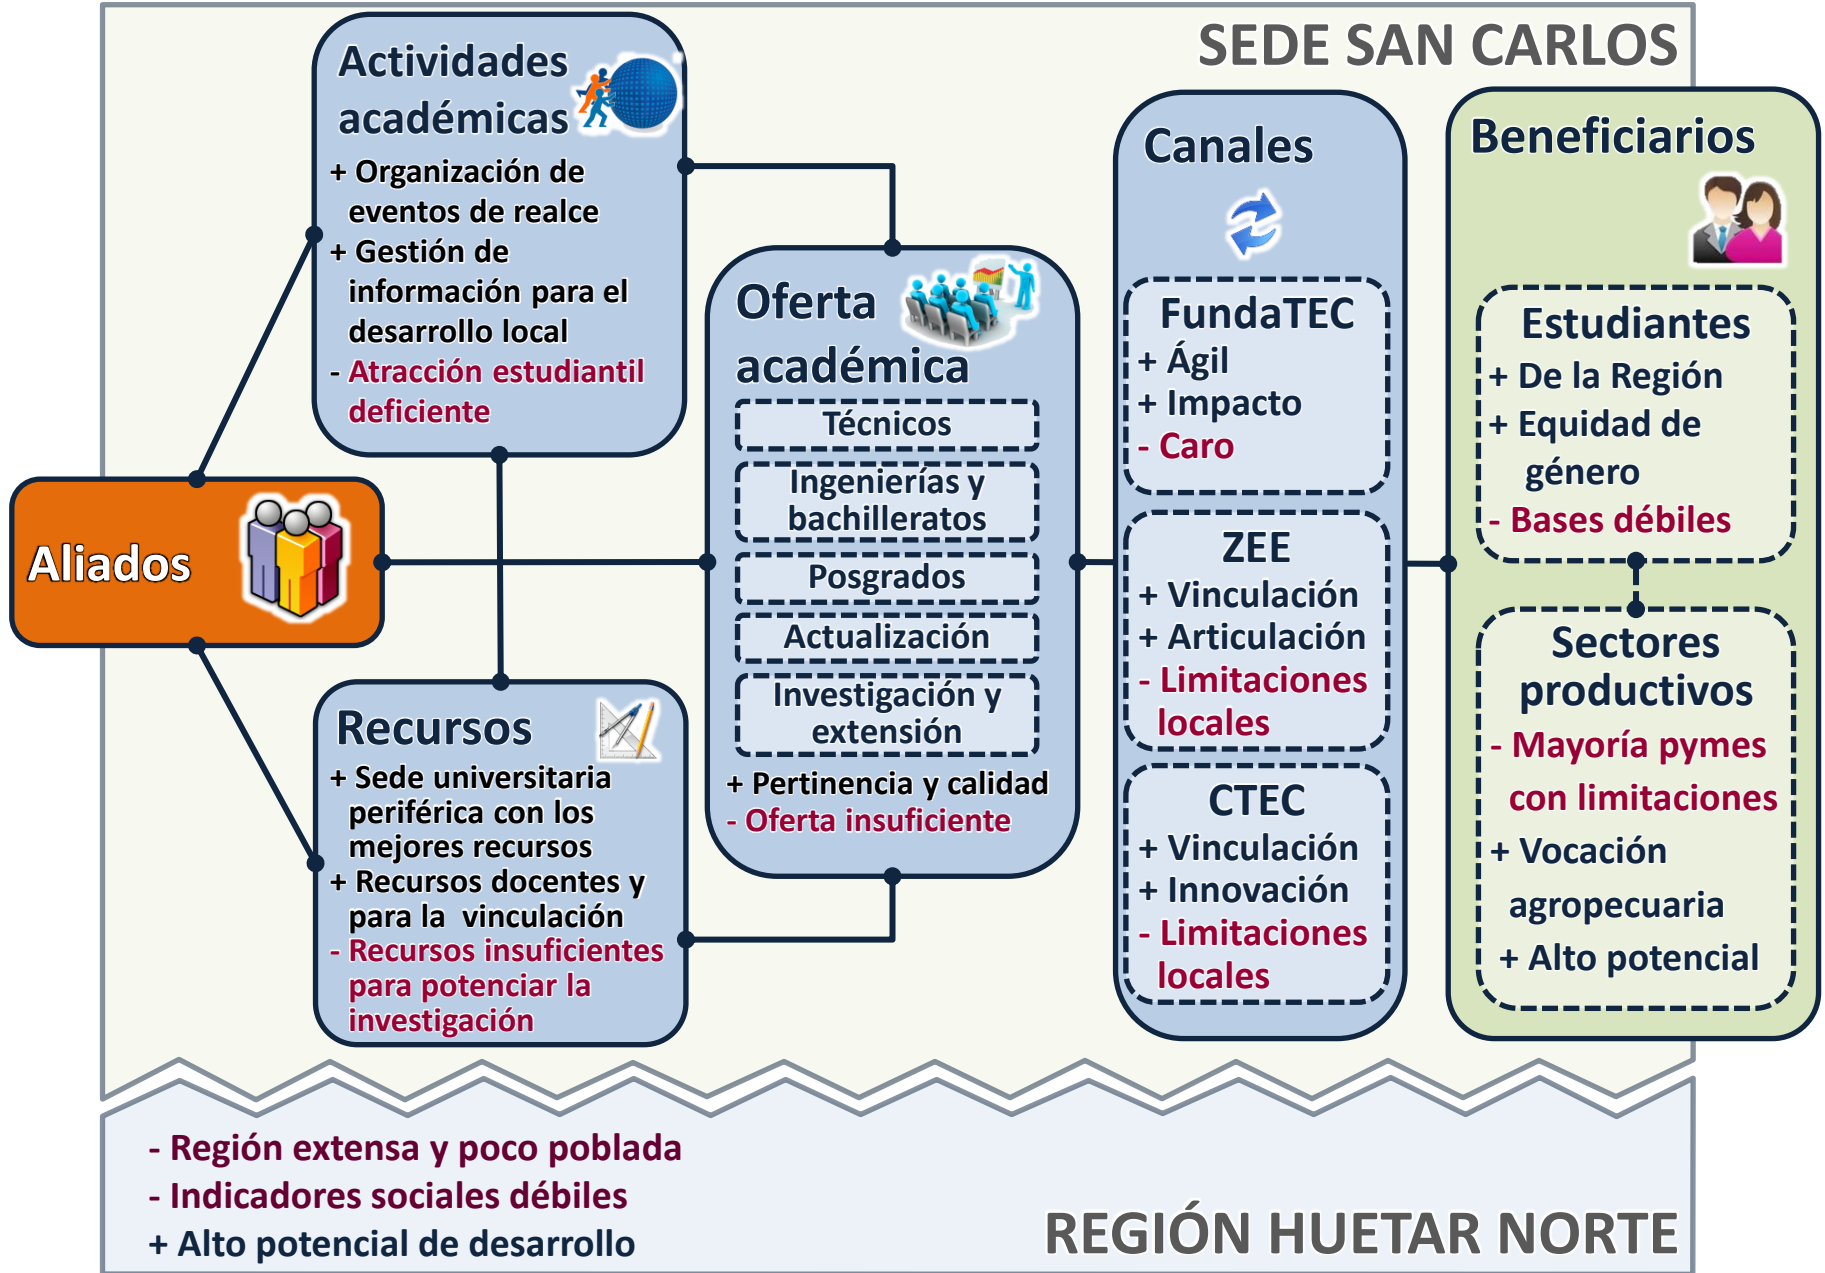 SEDE SAN CARLOS
Actividades
académicas
+ Organización de
eventos de realce
+ Gestión de
información para el
desarrollo local
- Atracción estudiantil
deficiente
Aliados
Recursos
+ Sede universitaria
periférica con los
mejores recursos
+ Recursos docentes y
para la vinculación
- Recursos insuficientes
para potenciar la
investigación
Oferta
académica
Técnicos
Ingenierías y
bachilleratos
Posgrados
Actualización
Investigación y
extensión
+ Pertinencia y calidad
- Oferta insuficiente
Canales
FundaTEC
+ Ágil
+ Impacto
- Caro
ZEE
+ Vinculación
+ Articulación
- Limitaciones
locales
CTEC
+ Vinculación
+ Innovación
- Limitaciones
locales
Beneficiarios
Estudiantes
+ De la Región
+ Equidad de
género
- Bases débiles
Sectores
productivos
- Mayoría pymes
con limitaciones
+ Vocación
agropecuaria
+ Alto potencial
- Región extensa y poco poblada
- Indicadores sociales débiles
+ Alto potencial de desarrollo
REGIÓN HUETAR NORTE